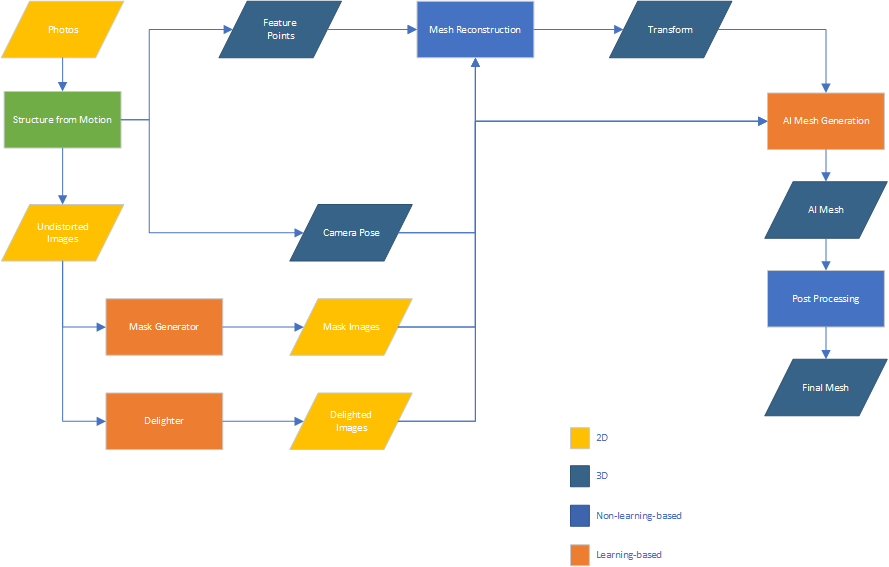 Photos
Feature
Points
Mesh Reconstruction
Transform
Structure from Motion
AI Mesh Generation
Undistorted
Images
Camera Pose
AI Mesh
Mask Generator
Mask Images
Post Processing
Delighter
Delighted
Images
Final Mesh
2D
3D
Non-learning-based
Learning-based